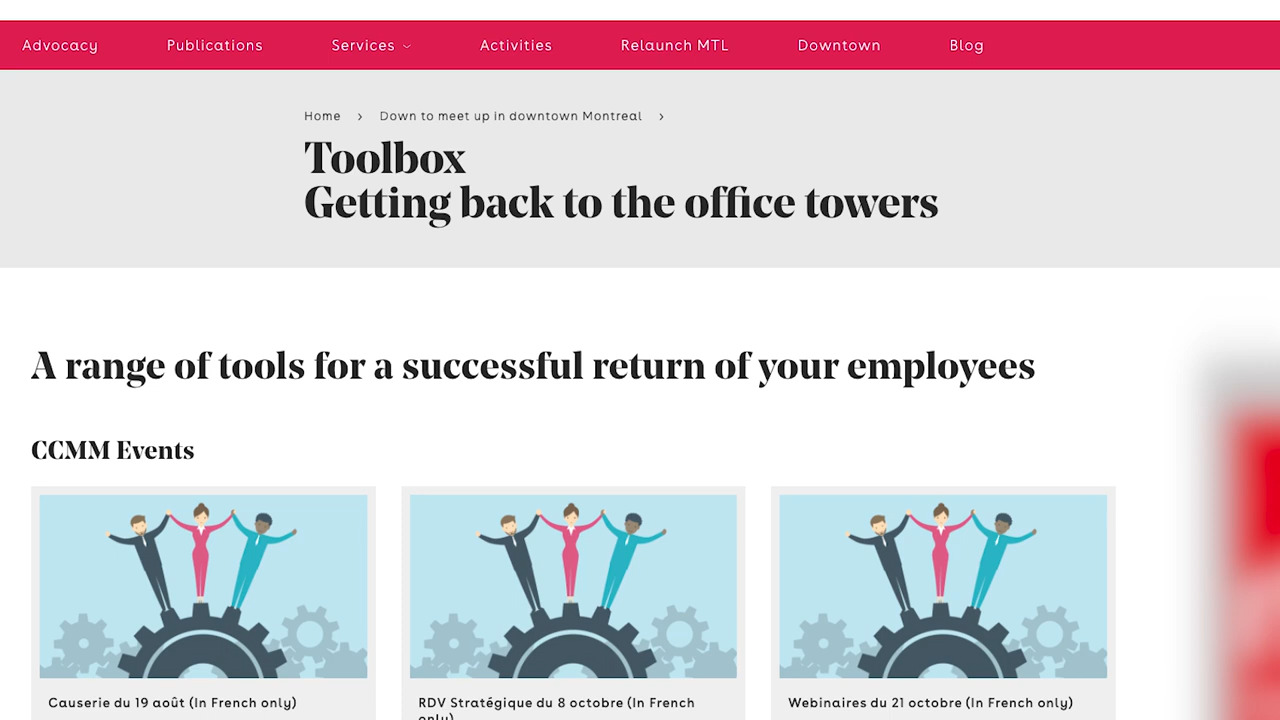 Advocacy Publications Services Activities Relaunch MTL Downtown Blog
Home > Down to meet up in downtown Montreal >
Toolbox
Getting back to the office towers
A range of tools for a successful return of your employees
CCMM Events
Causerie du 19 août (In French only)
RDV Stratégique du 8 octobre (In French
only)
Webinaires du 21 octobre (In French only)